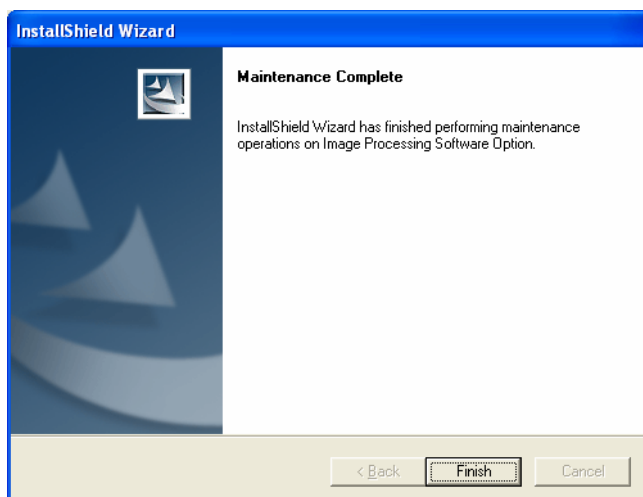 InstallShield Wizard
Maintenance Complete
InstallShield Wizard has finished performing maintenance
operations on Image Processing Software Option.
< Back
Finish
Cancel